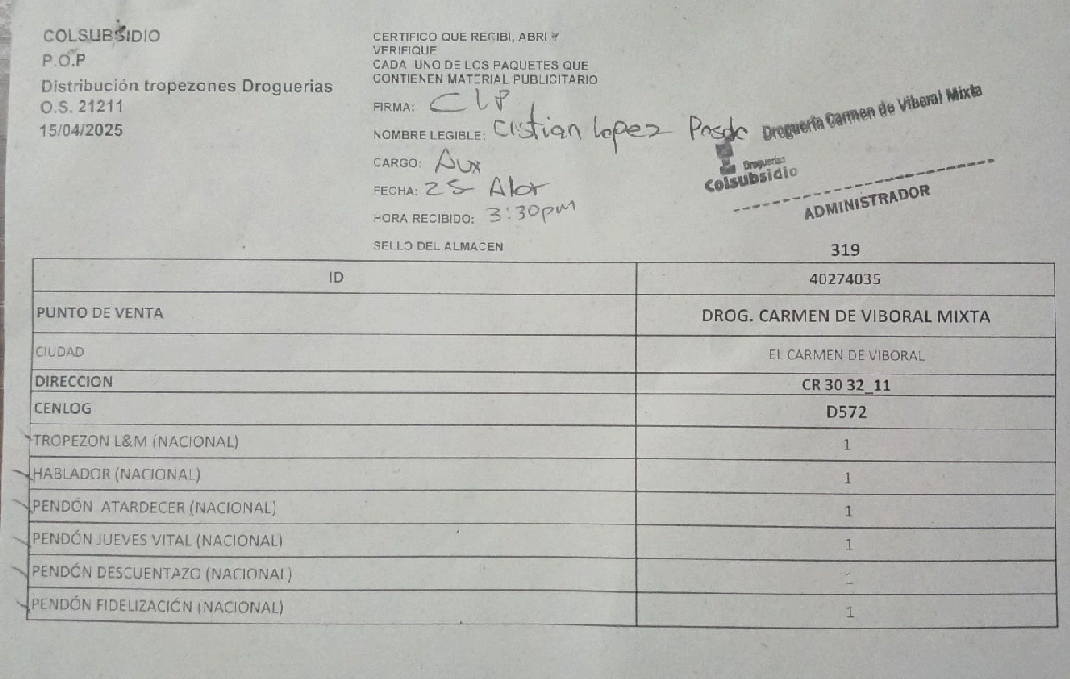 COLSUBSIDIO
P.O.P
Distribución tropezones Droguerias
O.S. 21211
15/04/2025
CERTIFICO QUE RECIBI, ABRI Y
VERIFIQUE
CADA UNO DE LOS PAQUETES QUE
CONTIENEN MATERIAL PUBLICITARIO
FIRMA: CLP
NOMBRE LEGIBLE: Cistian Lopez
CARGO: Aux
FECHA: 25
HORA RECIBIDO: 3:30pm
SELLO DEL ALMACEN
Droguería Carmen de Viboral Mixta
Droguerías
Colsubsidio
ADMINISTRADOR
319
ID 40274035
PUNTO DE VENTA DROG. CARMEN DE VIBORAL MIXTA
CIUDAD EL CARMEN DE VIBORAL
DIRECCION CR 30 32_11
CENLOG D572
TROPEZON L&M (NACIONAL) 1
HABLADOR (NACIONAL) 1
PENDÓN ATARDECER (NACIONAL) 1
PENDÓN JUEVES VITAL (NACIONAL) 1
PENDÓN DESCUENTAZO (NACIONAL)
PENDÓN FIDELIZACIÓN (NACIONAL) 1